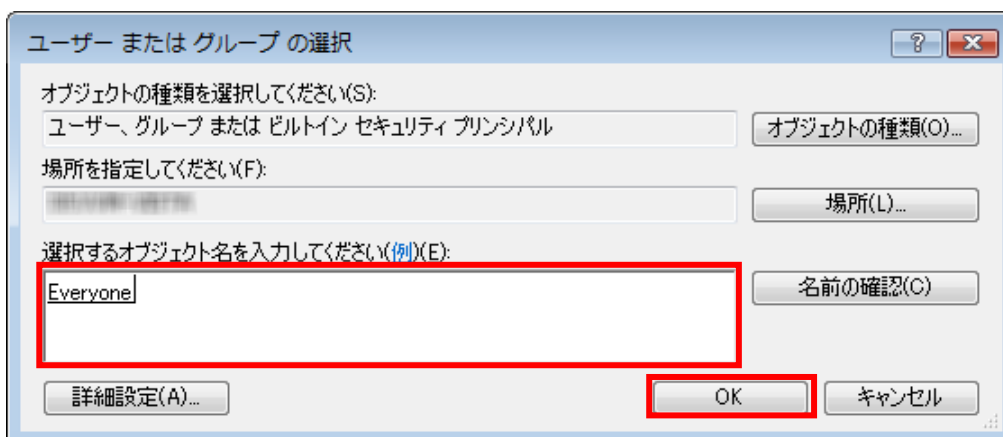 ユーザー または グループ の選択
オブジェクトの種類を選択してください(S):
ユーザー、グループ または ビルトイン セキュリティ プリンシパル
オブジェクトの種類(O)...
場所を指定してください(F):
場所(L)...
選択するオブジェクト名を入力してください(例)(E):
Everyone
名前の確認(C)
詳細設定(A)...
OK
キャンセル